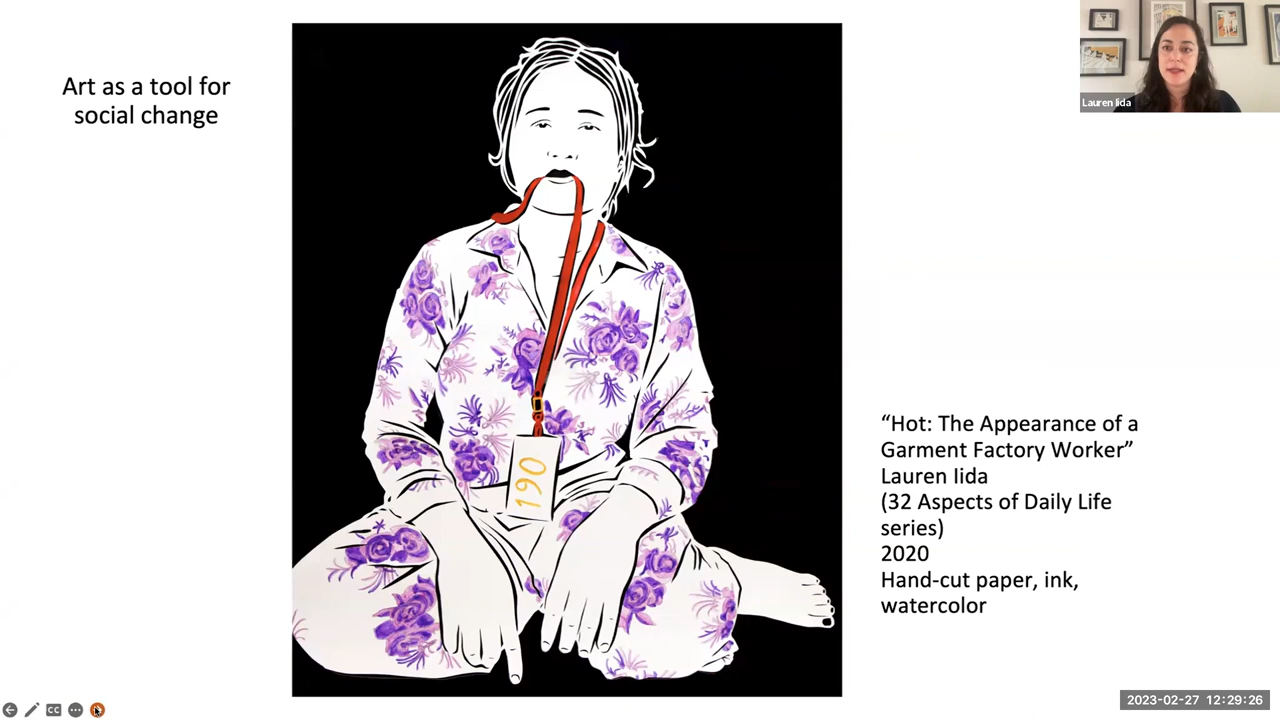 Art as a tool for
social change
Lauren Iida
190
“Hot: The Appearance of a
Garment Factory Worker”
Lauren Iida
(32 Aspects of Daily Life
series)
2020
Hand-cut paper, ink,
watercolor
CC
2023-02-27 12:29:26